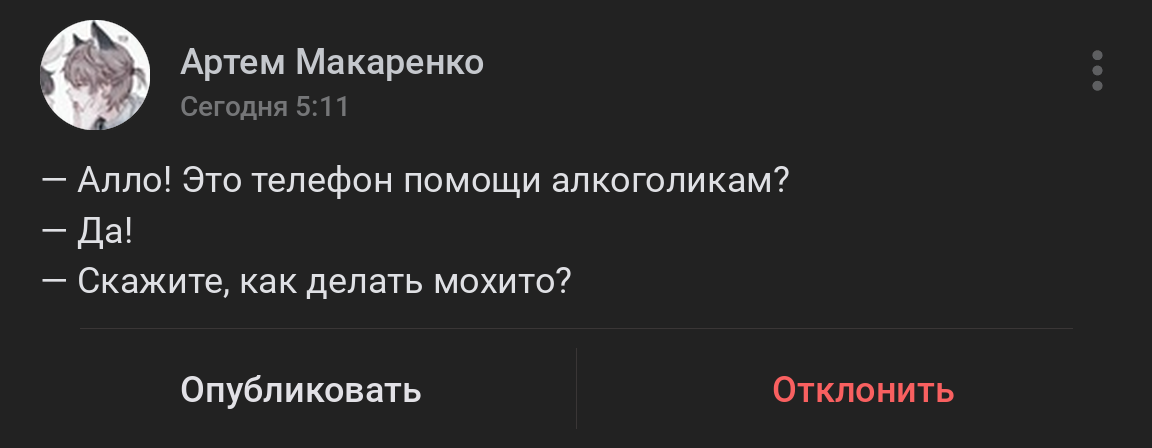 Артем Макаренко
Сегодня 5:11
— Алло! Это телефон помощи алкоголикам?
— Да!
— Скажите, как делать мохито?
Опубликовать
Отклонить